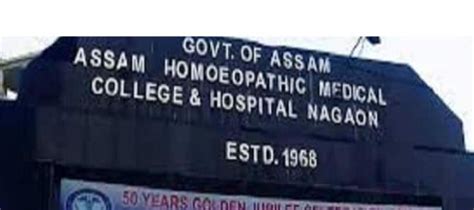 GOVT. OF ASSAM
ASSAM HOMOEOPATHIC MEDICAL
COLLEGE & HOSPITAL NAGAON
ESTD. 1968
50 YEARS GOLDEN JUBILEE